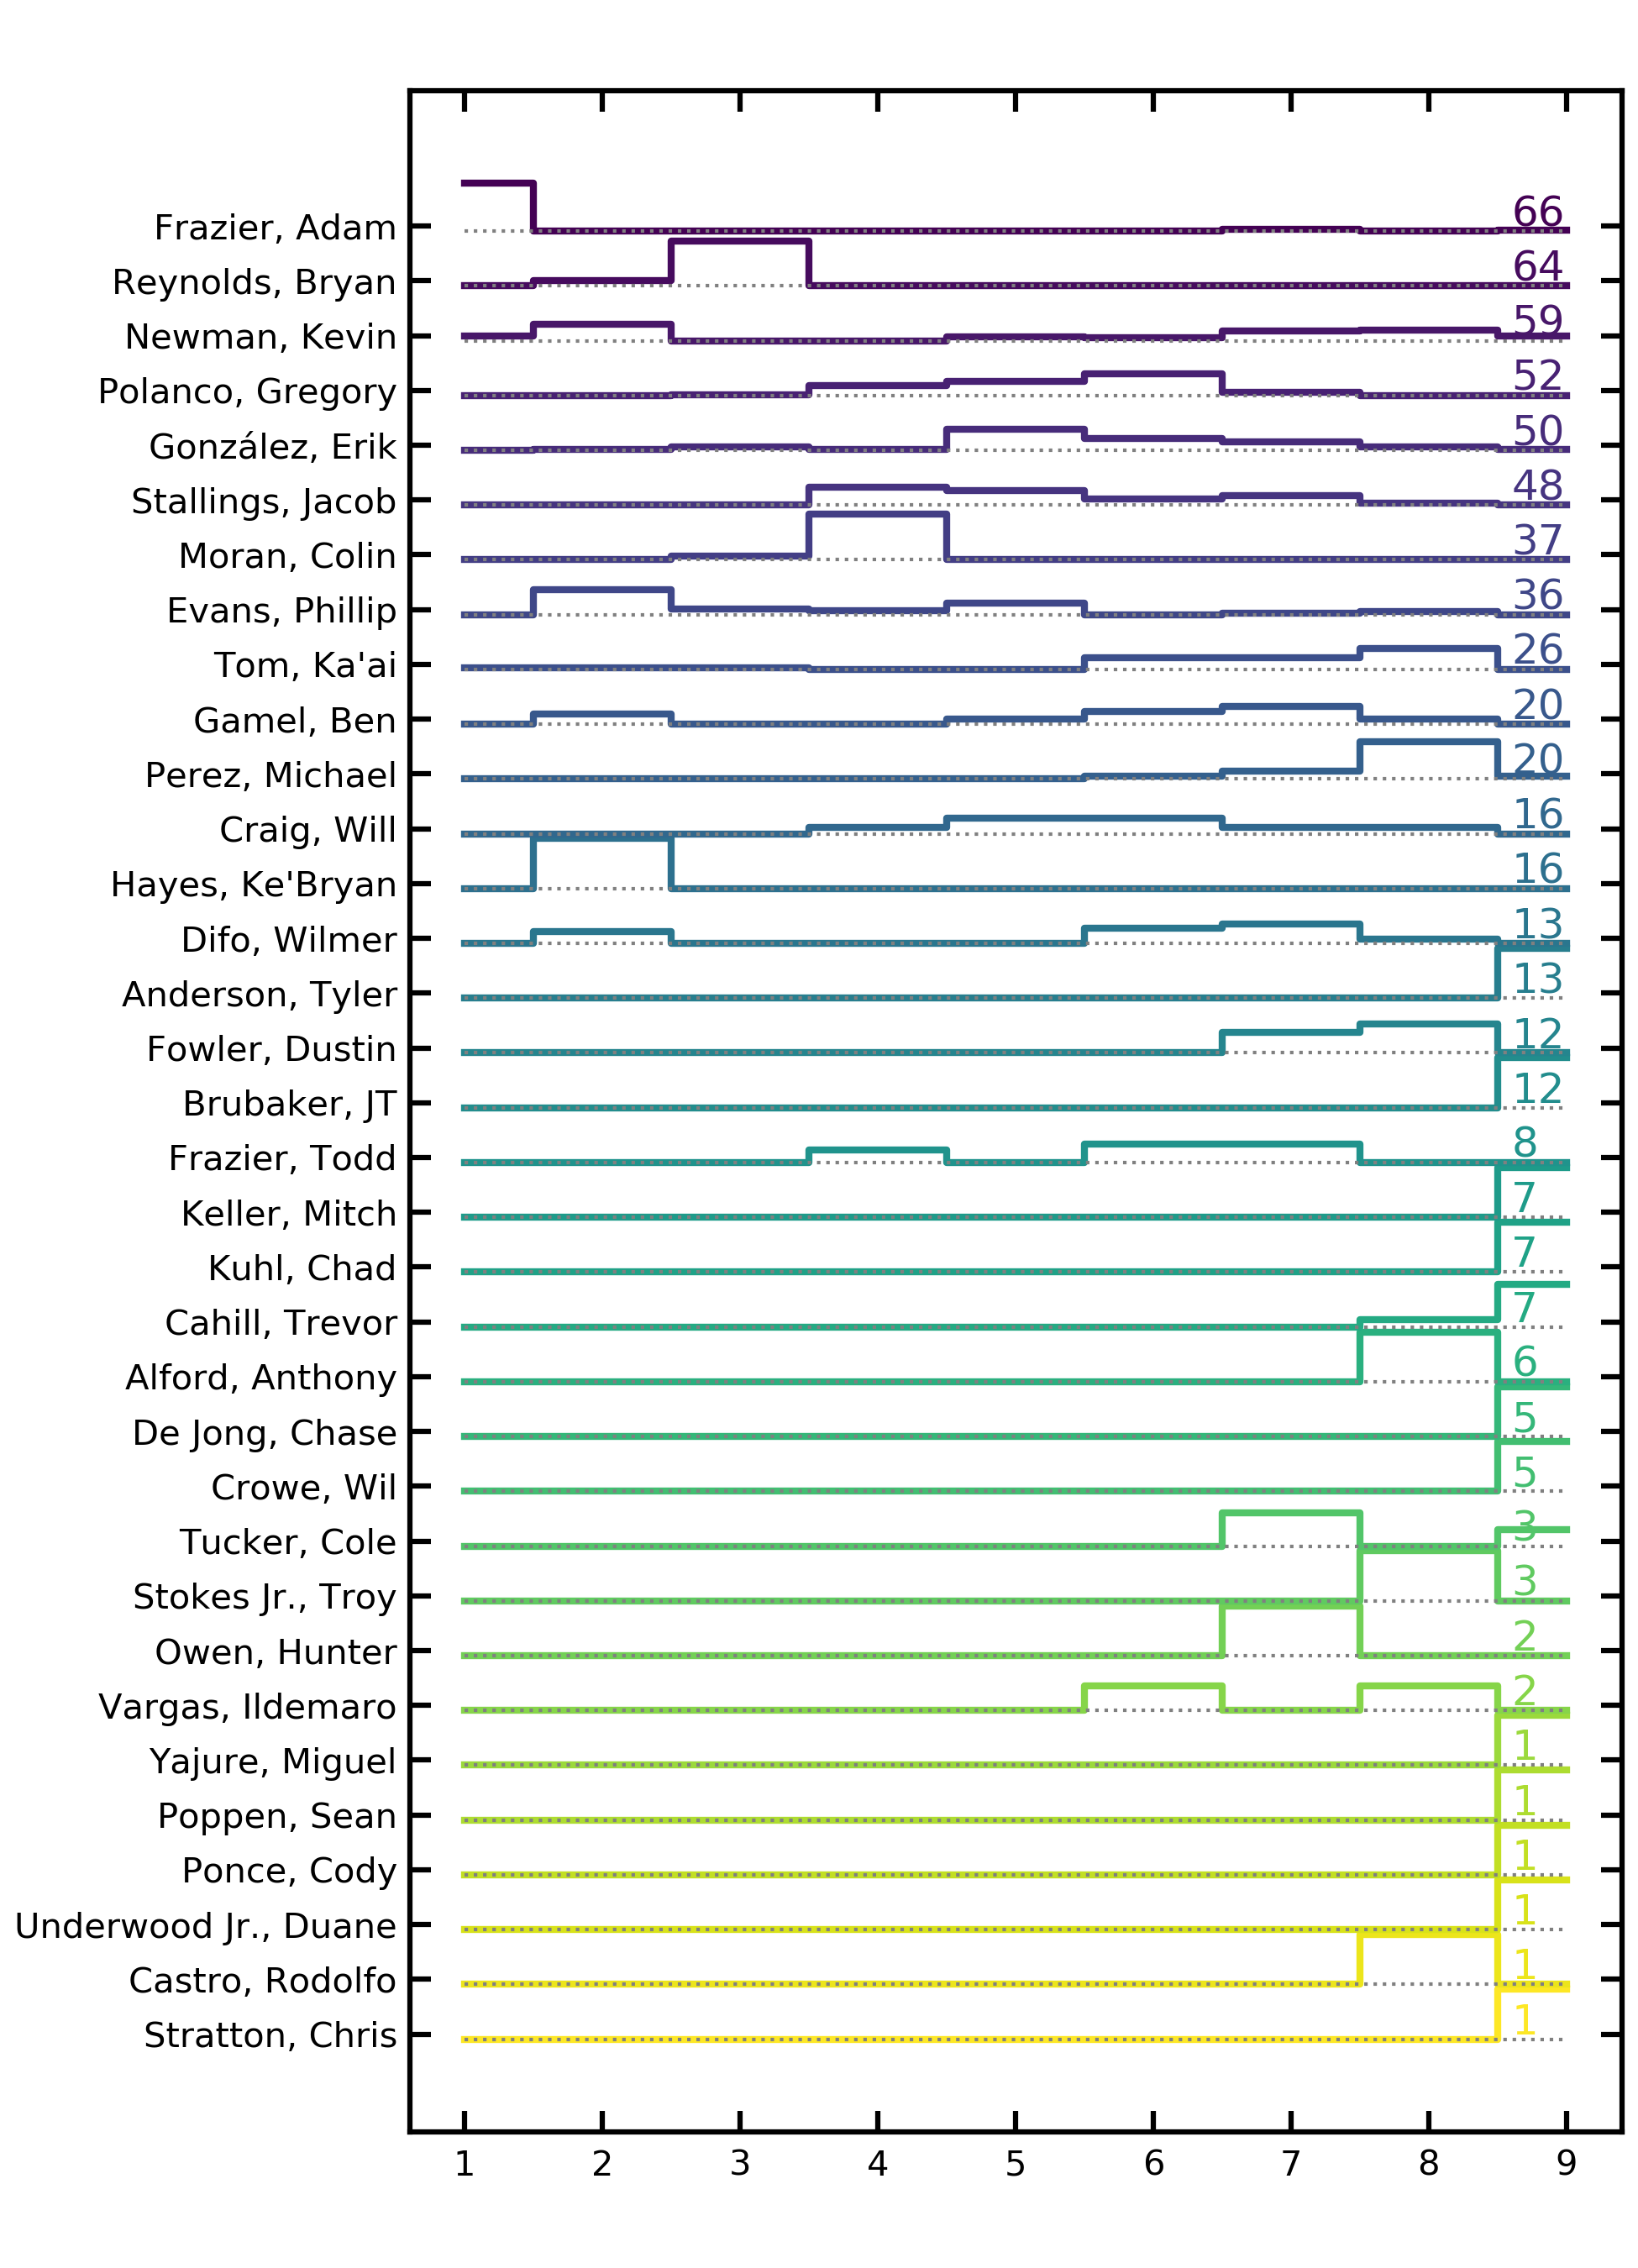 Frazier, Adam 66
Reynolds, Bryan 64
Newman, Kevin 59
Polanco, Gregory 52
González, Erik 50
Stallings, Jacob 48
Moran, Colin 37
Evans, Phillip 36
Tom, Ka'ai 26
Gamel, Ben 20
Perez, Michael 20
Craig, Will 16
Hayes, Ke'Bryan 16
Difo, Wilmer 13
Anderson, Tyler 13
Fowler, Dustin 12
Brubaker, JT 12
Frazier, Todd 8
Keller, Mitch 7
Kuhl, Chad 7
Cahill, Trevor 7
Alford, Anthony 6
De Jong, Chase 5
Crowe, Wil 5
Tucker, Cole 3
Stokes Jr., Troy 3
Owen, Hunter 2
Vargas, Ildemaro 2
Yajure, Miguel 1
Poppen, Sean 1
Ponce, Cody 1
Underwood Jr., Duane 1
Castro, Rodolfo 1
Stratton, Chris 1
1 2 3 4 5 6 7 8 9